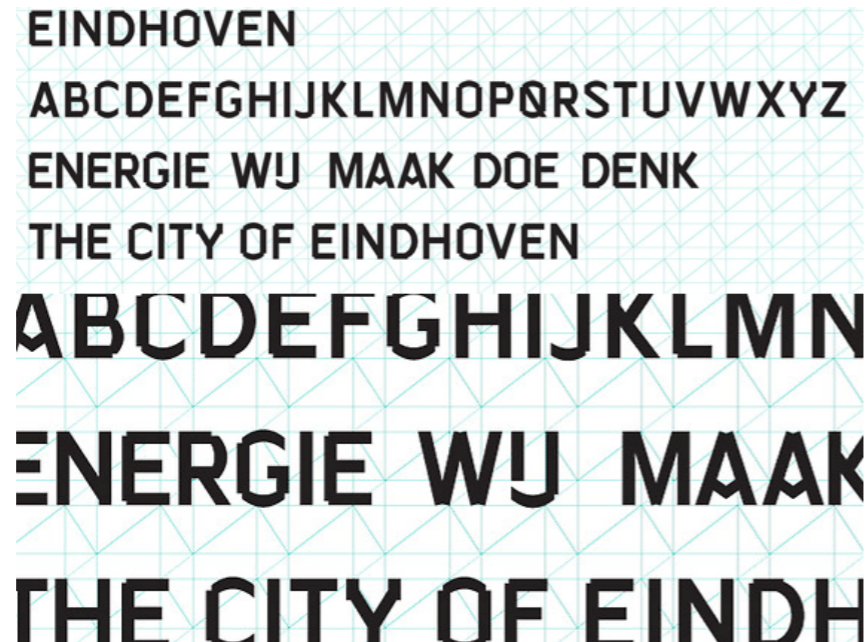 EINDHOVEN
ABCDEFGHIJKLMNOPQRSTUVWXYZ
ENERGIE WIJ MAAK DOE DENK
THE CITY OF EINDHOVEN
ABCDEFGHIJKLMN
ENERGIE WIJ MAAK
THE CITY OF EINDH